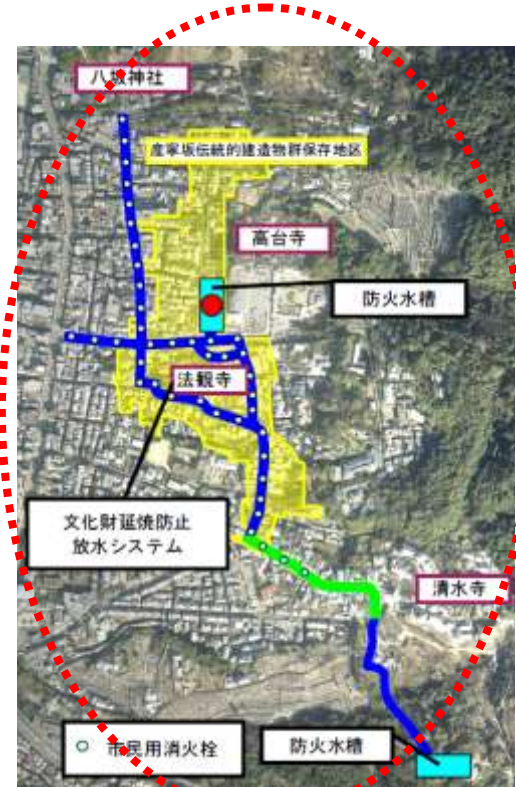 八坂神社
産寧坂伝統的建造物群保存地区
高台寺
防火水槽
法観寺
文化財延焼防止
放水システム
清水寺
市民用消火栓
防火水槽